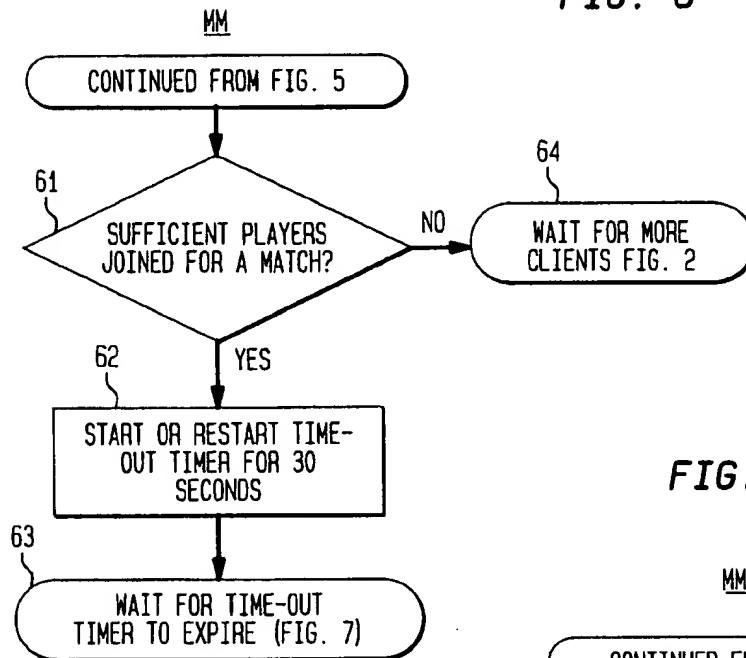 MM
CONTINUED FROM FIG. 5
61
SUFFICIENT PLAYERS
JOINED FOR A MATCH?
NO
64
WAIT FOR MORE
CLIENTS FIG. 2
YES
62
START OR RESTART TIME-
OUT TIMER FOR 30
SECONDS
63
WAIT FOR TIME-OUT
TIMER TO EXPIRE (FIG. 7)
FIG.
MM